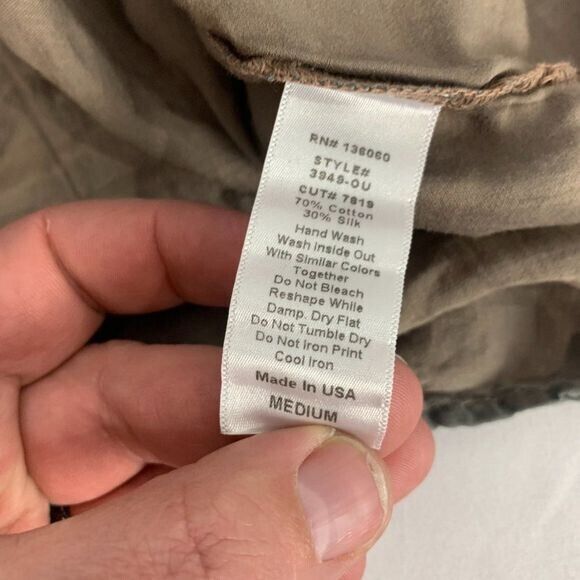 RN# 136060
STYLE#
3949-OU
CUT# 7819
70% Cotton
30% Silk
Hand Wash
Wash Inside Out
With Similar Colors
Together
Do Not Bleach
Reshape While
Damp. Dry Flat
Do Not Tumble Dry
Do Not Iron Print
Cool Iron
Made In USA
MEDIUM